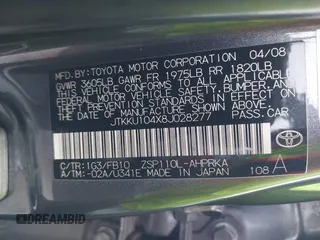 MFD.BY:TOYOTA MOTOR CORPORATION 04/08
GVWR 3605LB GAWR FR 1975LB RR 1820LB
THIS VEHICLE CONFORMS TO ALL APPLICABLE
FEDERAL MOTOR VEHICLE SAFETY, BUMPER, AND
THEFT PREVENTION STANDARDS IN EFFECT ON
THE DATE OF MANUFACTURE SHOWN ABOVE.
JTKKU104X8J028277 PASS.CAR
C/TR:1G3/FB10 ZSP110L-AHPRKA
A/TM:-02A/U341E MADE IN JAPAN 108 A
TOYOTA
A BUMBID